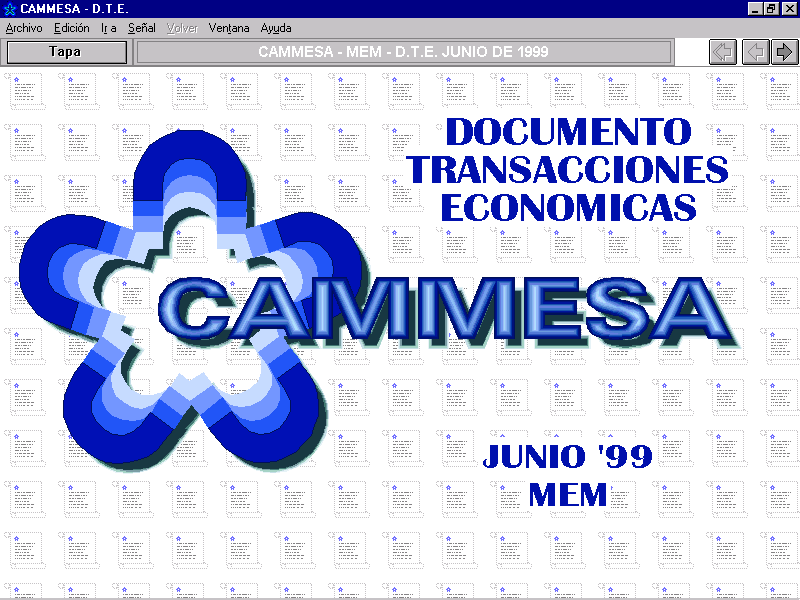 CAMMESA - D.T.E.
Archivo Edición Ir a Señal Volver Ventana Ayuda
Tapa CAMMESA - MEM - D.T.E. JUNIO DE 1999
DOCUMENTO
TRANSACCIONES
ECONOMICAS
CAMMESA
JUNIO '99
MEM